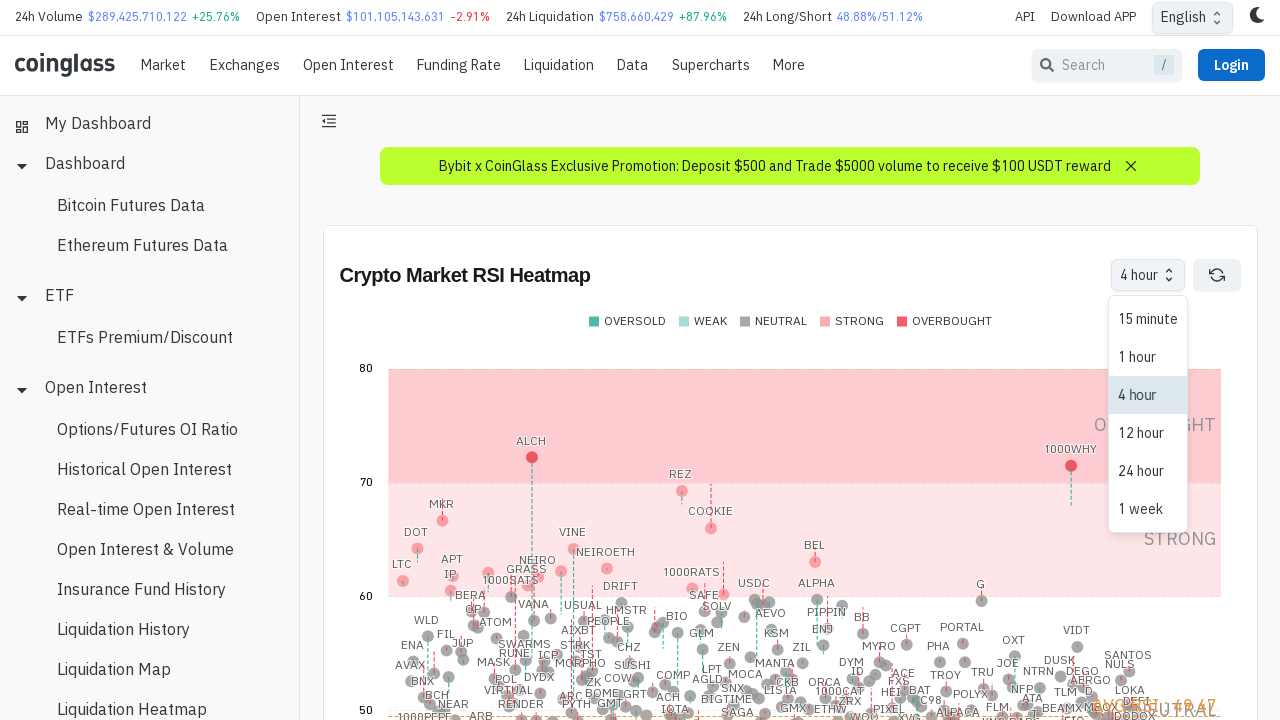 24h Volume $289,425,710,122 +25.76% Open Interest $101,105,143,631 -2.91% 24h Liquidation $758,660,429 +87.96% 24h Long/Short 48.88%/51.12% API Download APP English
coinglass Market Exchanges Open Interest Funding Rate Liquidation Data Supercharts More Search / Login
My Dashboard
Dashboard
Bitcoin Futures Data
Ethereum Futures Data
ETF
ETFs Premium/Discount
Open Interest
Options/Futures OI Ratio
Historical Open Interest
Real-time Open Interest
Open Interest & Volume
Insurance Fund History
Liquidation History
Liquidation Map
Liquidation Heatmap
Bybit x CoinGlass Exclusive Promotion: Deposit $500 and Trade $5000 volume to receive $100 USDT reward
Crypto Market RSI Heatmap
4 hour
15 minute
1 hour
4 hour
12 hour
24 hour
1 week
OVERSOLD WEAK NEUTRAL STRONG OVERBOUGHT
80
ALCH 1000WHY
REZ
70
MKR COOKIE
STRONG
DOT VINE
BEL
NEIROETH
LTC APT NEIRO
IP GRASS 1000RATS
1000SATS DRIFT USDC ALPHA G
60
BERA SAFE
VANA USUAL HMSTR SOLV
WLD ATOM PEOPLE BIO AEVO PIPPIN BB
FIL AIXBT GEM KSM ENJ CGPT PORTAL VIDT
ENA JUP SWARMS STRK CHZ ZEN ZIL MYRO PHA OXT
RUNE ICP TST SANTOS
AVAX MASK MORPHO SUSHI LPT MANTA DYM TROY JOE DUSK NULS
BNX POL DYDX COW COMP AGLD MOCA CKB ORCA ID ACE FXS TRU NTRN DEGO AERGO
BCH VIRTUAL ARC BOME GRT ACH SNX LISTA 1000CAT BAT POLYX NFP TLM LOKA
NEAR RENDER PYTH GMT BIGTIME GMX ETHW ZRX PIXEL C98 FLM ATA BEAMX
50
1000PEPE ARB IOTA SAGA ALPACA NEUTRAL